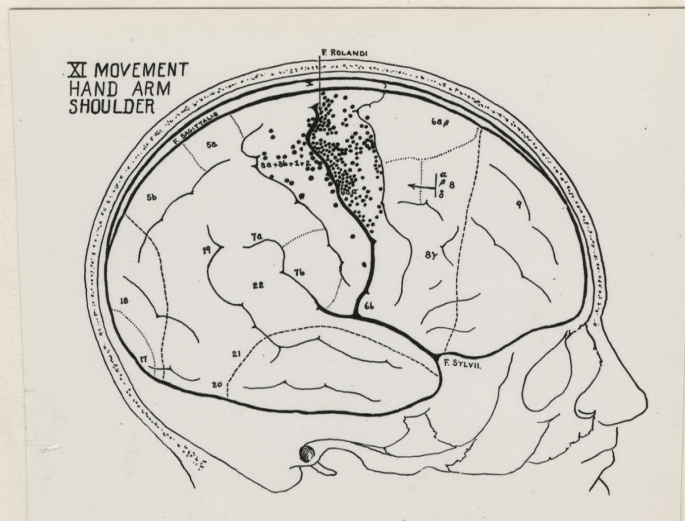 F. ROLANDI
XI MOVEMENT
HAND ARM
SHOULDER
F. SAGITTALIS
5a
6aβ
5b
α
β
δ
8
9
19
7a
7b
22
8γ
18
6b
17
21
20
F. SYLVII.